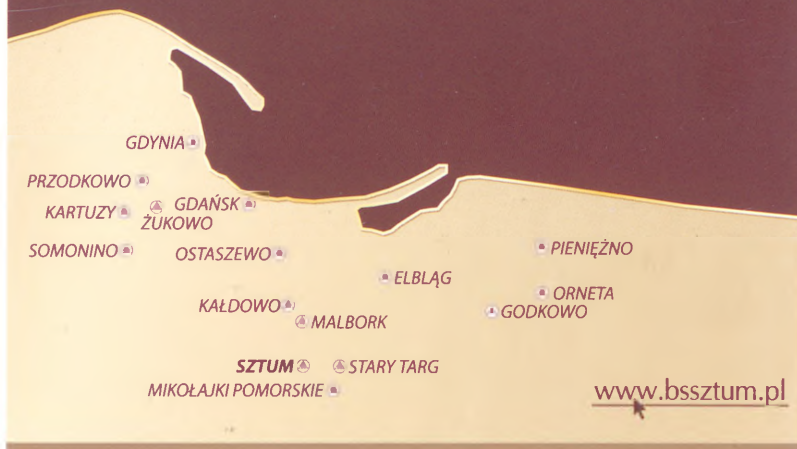 GDYNIA
PRZODKOWO
KARTUZY
GDAŃSK
ŻUKOWO
SOMONINO
OSTASZEWO
PIENIĘŻNO
ELBLĄG
ORNETA
KAŁDOWO
GODKOWO
MALBORK
SZTUM
STARY TARG
MIKOŁAJKI POMORSKIE
www.bssztum.pl